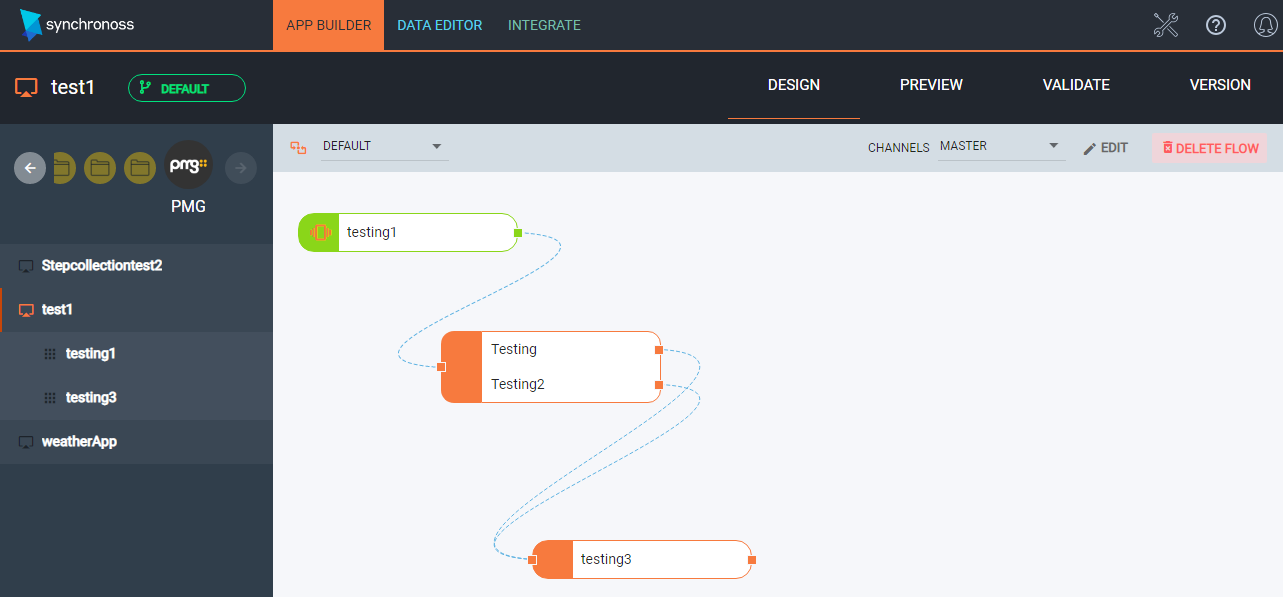 synchronoss
APP BUILDER DATA EDITOR INTEGRATE
test1 DEFAULT
DESIGN PREVIEW VALIDATE VERSION
pmg
PMG
DEFAULT
CHANNELS MASTER EDIT DELETE FLOW
Stepcollectiontest2
test1
testing1
testing3
weatherApp
testing1
Testing
Testing2
testing3